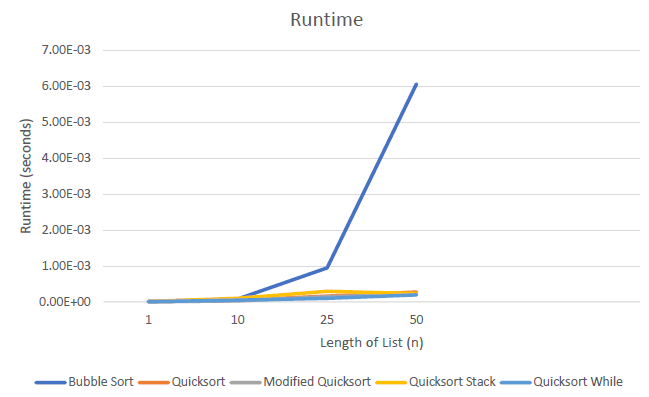 Runtime
7.00E-03
6.00E-03
5.00E-03
4.00E-03
3.00E-03
2.00E-03
1.00E-03
0.00E+00
Runtime (seconds)
1 10 25 50
Length of List (n)
Bubble Sort Quicksort Modified Quicksort Quicksort Stack Quicksort While